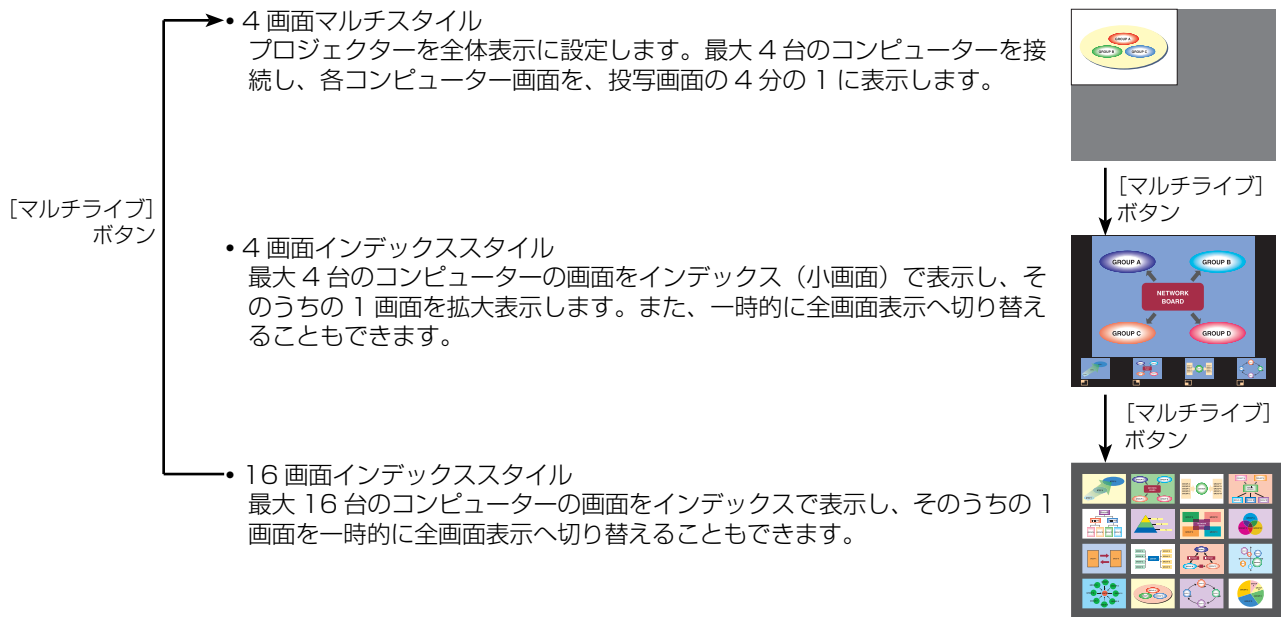 • 4 画面マルチスタイル
プロジェクターを全体表示に設定します。最大 4 台のコンピューターを接
続し、各コンピューター画面を、投写画面の 4 分の 1 に表示します。
GROUP A
GROUP B
GROUP C
[マルチライブ]
ボタン
[マルチライブ]
ボタン
• 4 画面インデックススタイル
最大 4 台のコンピューターの画面をインデックス（小画面）で表示し、そ
のうちの 1 画面を拡大表示します。また、一時的に全画面表示へ切り替え
ることもできます。
GROUP A
GROUP B
NETWORK
BOARD
GROUP C
GROUP D
[マルチライブ]
ボタン
• 16 画面インデックススタイル
最大 16 台のコンピューターの画面をインデックスで表示し、そのうちの 1
画面を一時的に全画面表示へ切り替えることもできます。